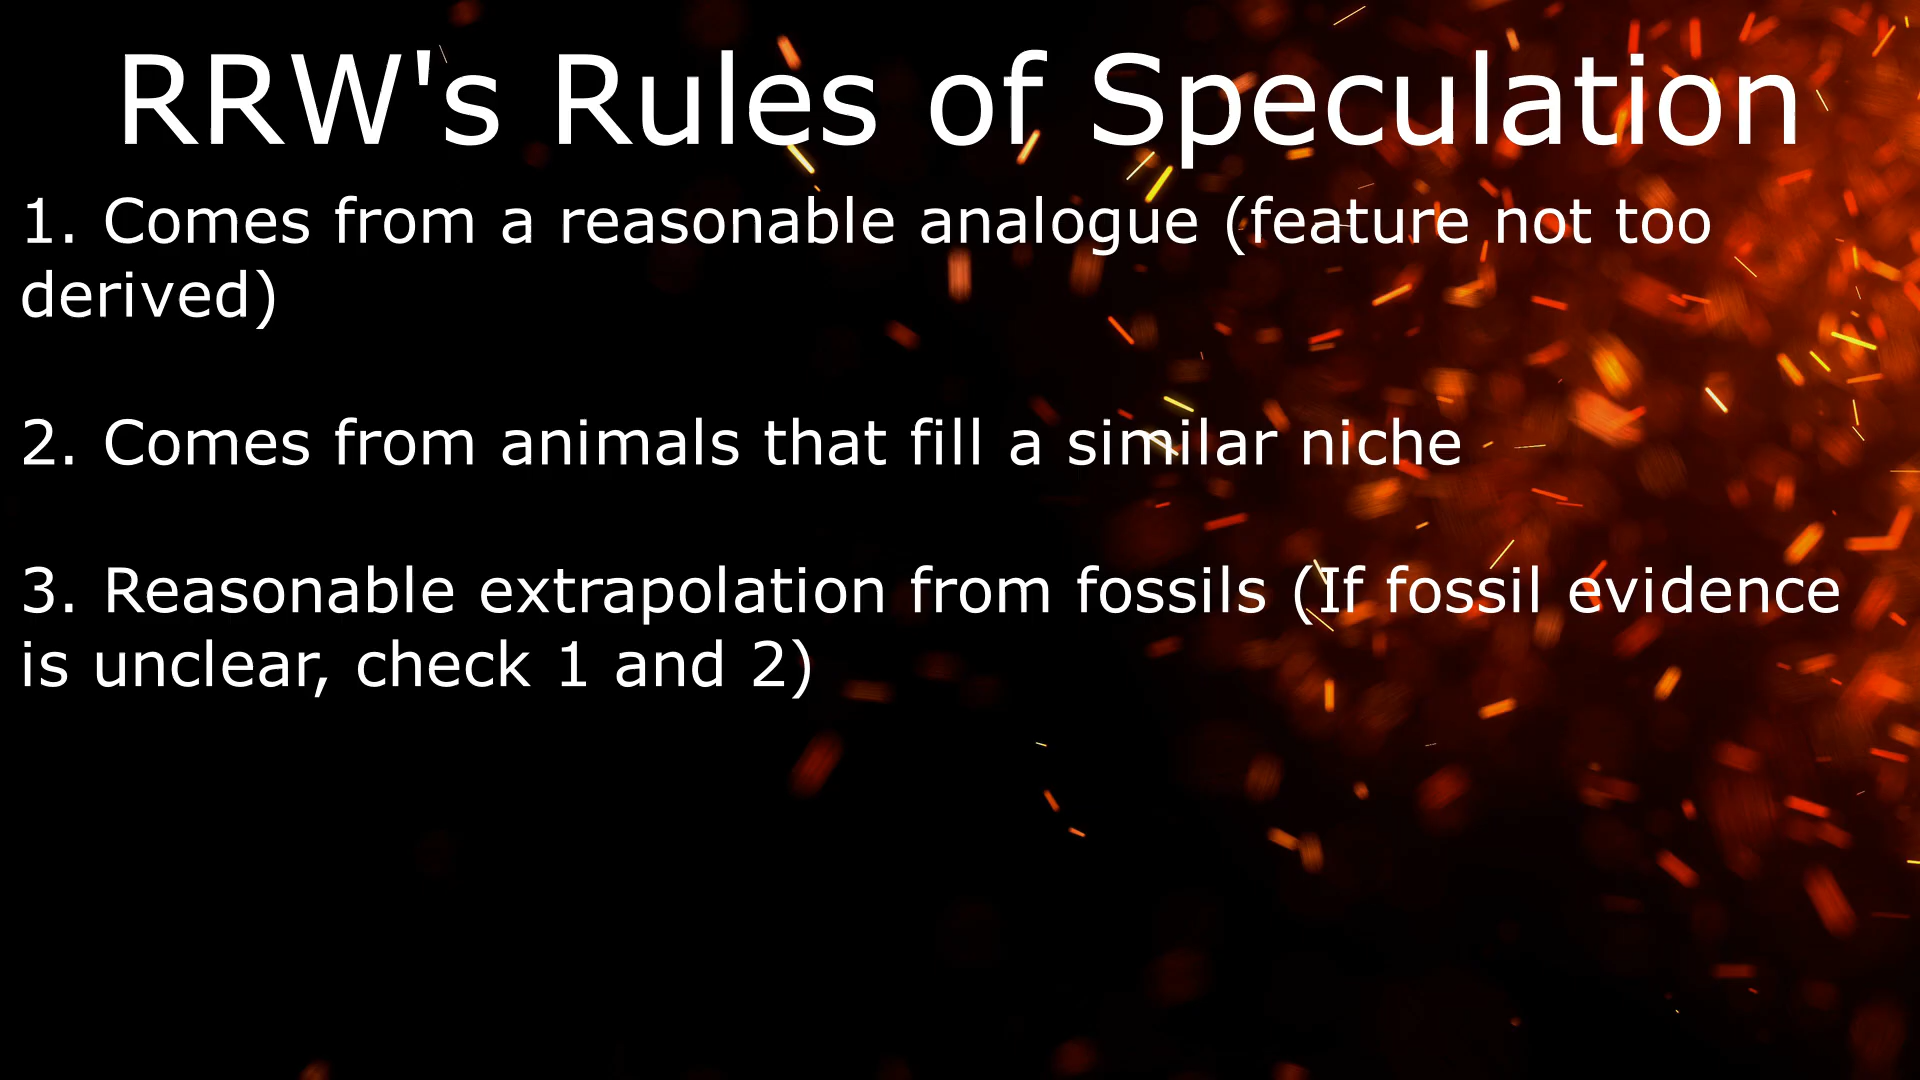 RRW's Rules of Speculation
1. Comes from a reasonable analogue (feature not too
derived)
2. Comes from animals that fill a similar niche
3. Reasonable extrapolation from fossils (If fossil evidence
is unclear, check 1 and 2)